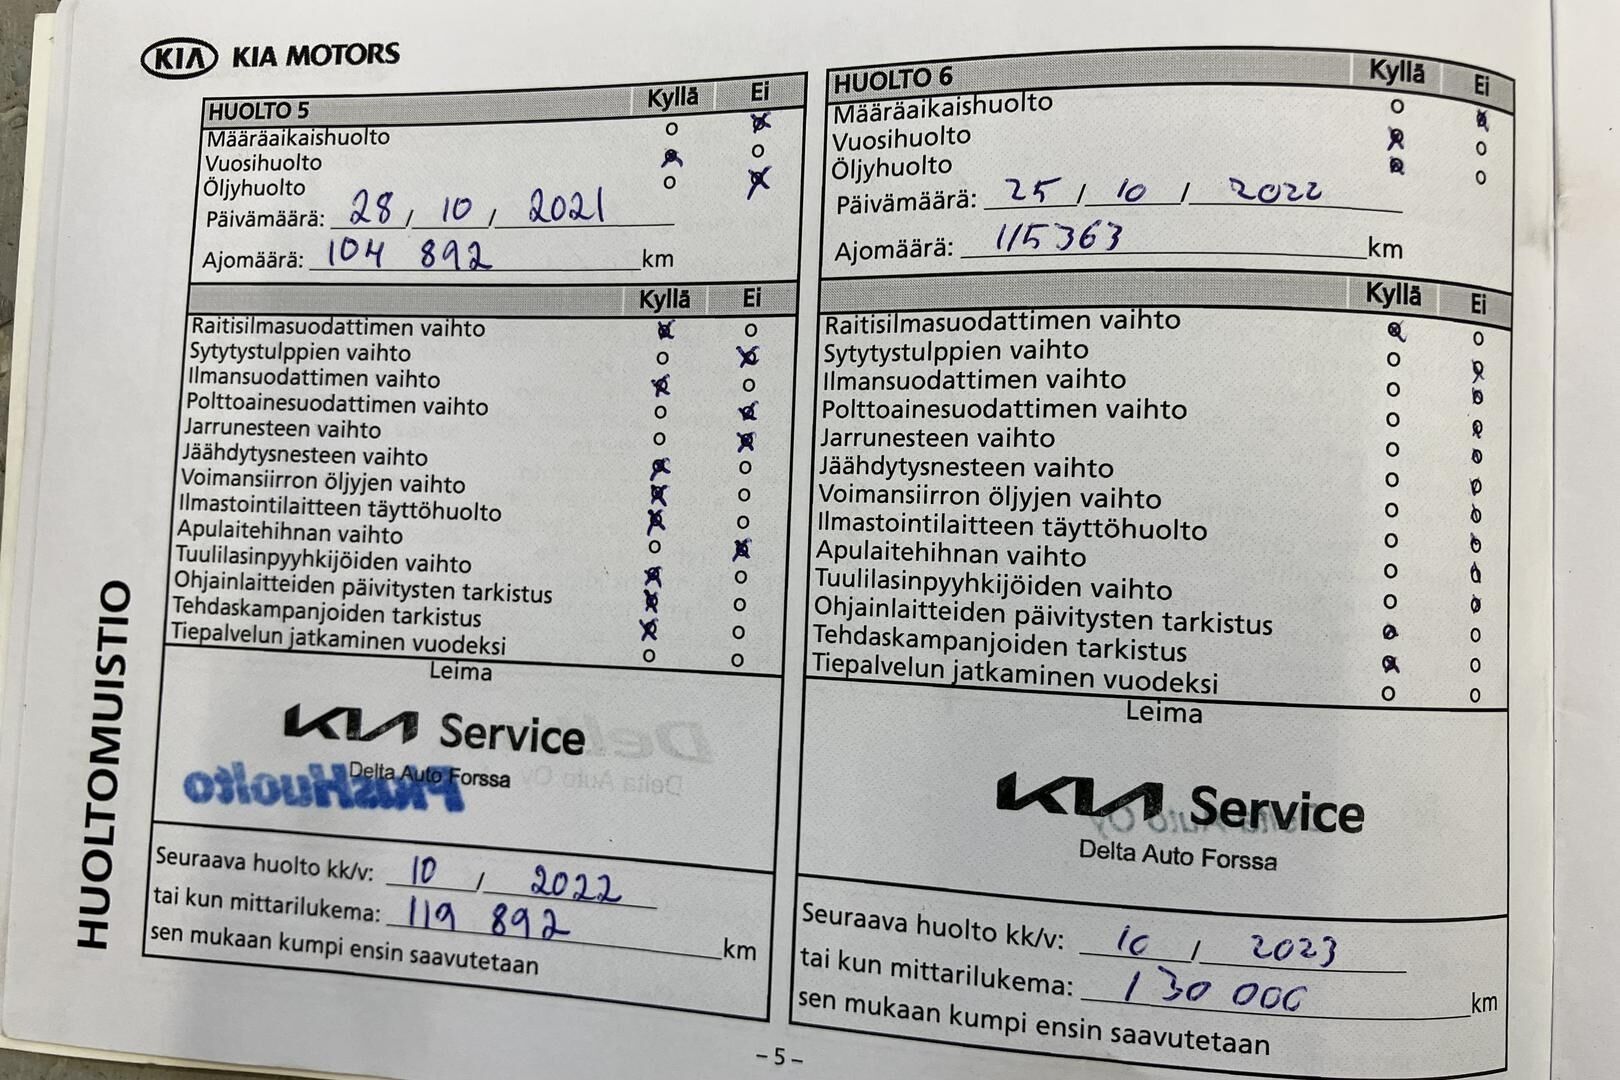 KIA KIA MOTORS
HUOLTOMUISTIO
HUOLTO 5 Kyllä Ei
Määräaikaishuolto
Vuosihuolto
Öljyhuolto
Päivämäärä: 28 / 10 / 2021
Ajomäärä: 104 892 km
Kyllä Ei
Raitisilmasuodattimen vaihto
Sytytystulppien vaihto
Ilmansuodattimen vaihto
Polttoainesuodattimen vaihto
Jarrunesteen vaihto
Jäähdytysnesteen vaihto
Voimansiirron öljyjen vaihto
Ilmastointilaitteen täyttöhuolto
Apulaitehihnan vaihto
Tuulilasinpyyhkijöiden vaihto
Ohjainlaitteiden päivitysten tarkistus
Tehdaskampanjoiden tarkistus
Tiepalvelun jatkaminen vuodeksi
Leima
KIA Service
Delta Auto Forssa
PlusHuolto
Seuraava huolto kk/v: 10 / 2022
tai kun mittarilukema: 119 892 km
sen mukaan kumpi ensin saavutetaan
HUOLTO 6 Kyllä Ei
Määräaikaishuolto
Vuosihuolto
Öljyhuolto
Päivämäärä: 25 / 10 / 2022
Ajomäärä: 115 363 km
Kyllä Ei
Raitisilmasuodattimen vaihto
Sytytystulppien vaihto
Ilmansuodattimen vaihto
Polttoainesuodattimen vaihto
Jarrunesteen vaihto
Jäähdytysnesteen vaihto
Voimansiirron öljyjen vaihto
Ilmastointilaitteen täyttöhuolto
Apulaitehihnan vaihto
Tuulilasinpyyhkijöiden vaihto
Ohjainlaitteiden päivitysten tarkistus
Tehdaskampanjoiden tarkistus
Tiepalvelun jatkaminen vuodeksi
Leima
KIA Service
Delta Auto Forssa
Seuraava huolto kk/v: 10 / 2023
tai kun mittarilukema: 130 000 km
sen mukaan kumpi ensin saavutetaan
– 5 –